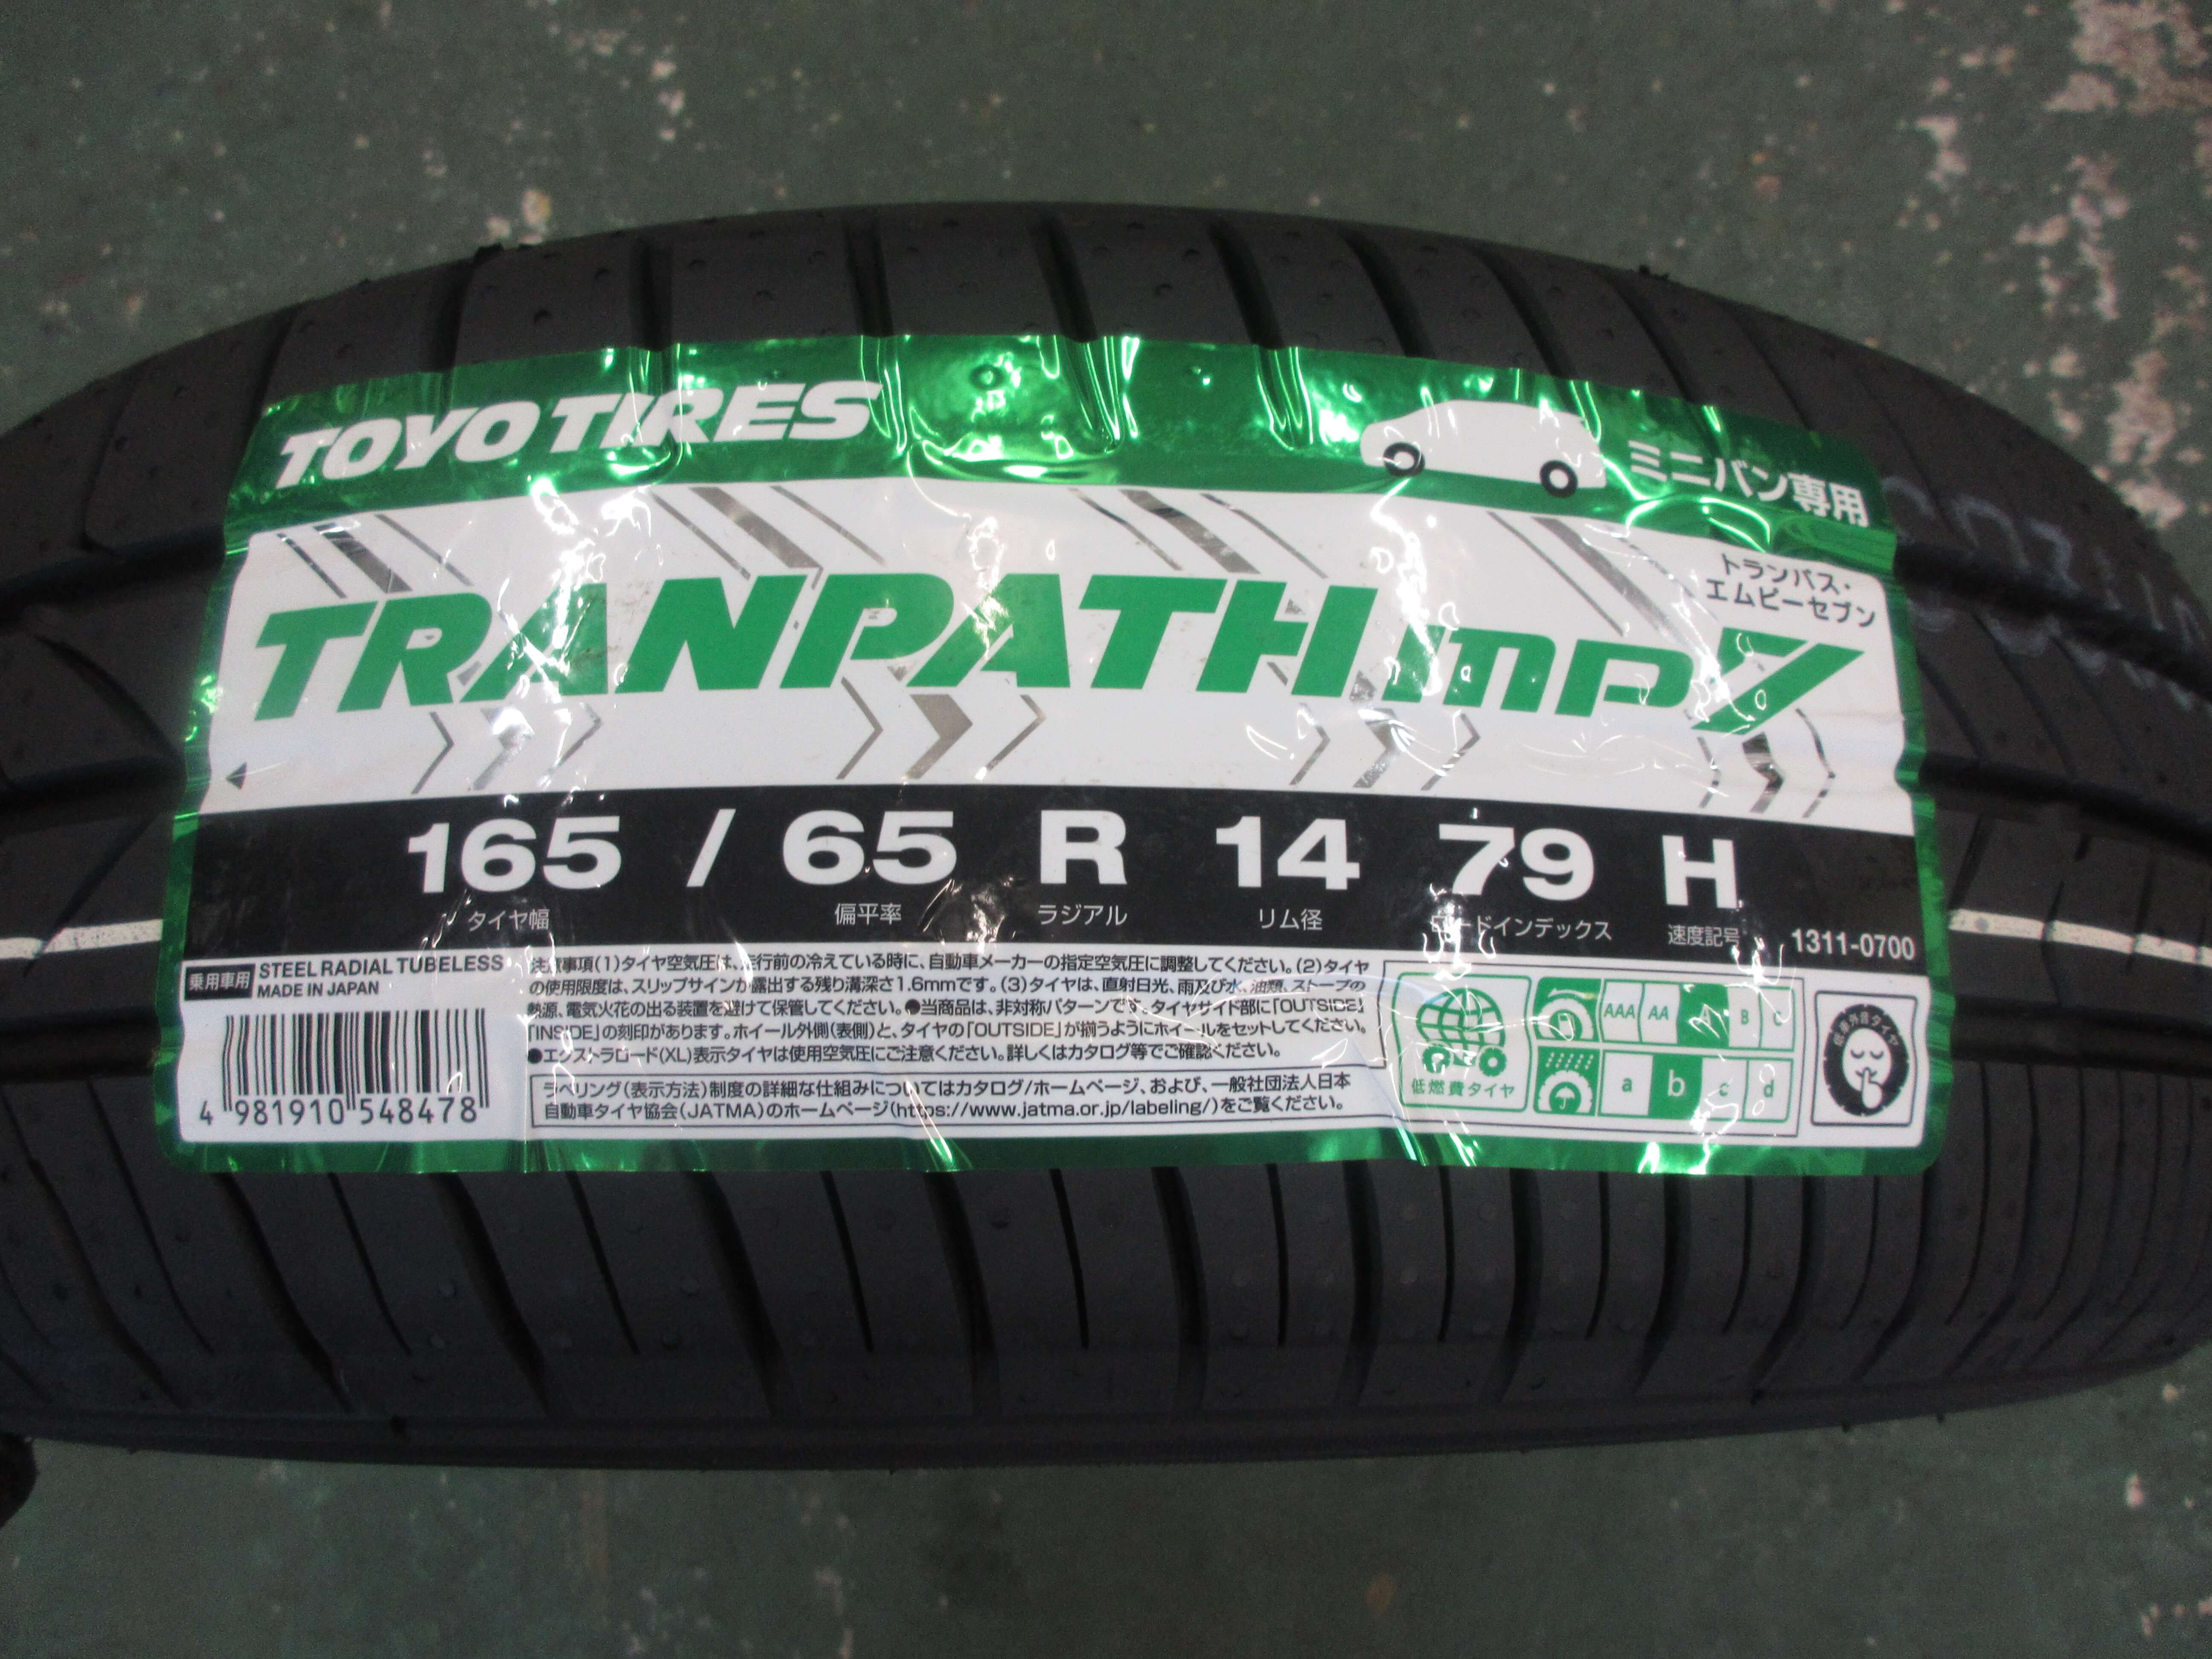 TOYO TIRES
ミニバン専用
トランパス・
エムピーセブン
TRANPATH mp7
165 / 65 R 14 79 H
タイヤ幅 偏平率 ラジアル リム径 ロードインデックス 速度記号 1311-0700
乗用車用 STEEL RADIAL TUBELESS
MADE IN JAPAN
4 981910 548478
注意事項(1)タイヤ空気圧は、走行前の冷えている時に、自動車メーカーの指定空気圧に調整してください。(2)タイヤ
の使用限度は、スリップサインが露出する残り溝深さ1.6mmです。(3)タイヤは、直射日光、雨及び水、油類、ストーブの
熱源、電気火花の出る装置を避けて保管してください。●当商品は、非対称パターンです。タイヤサイド部に「OUTSIDE」
「INSIDE」の刻印があります。ホイール外側(表側)と、タイヤの「OUTSIDE」が揃うようにホイールをセットしてください。
●エクストラロード(XL)表示タイヤは使用空気圧にご注意ください。詳しくはカタログ等でご確認ください。
ラベリング(表示方法)制度の詳細な仕組みについてはカタログ/ホームページ、および、一般社団法人日本
自動車タイヤ協会(JATMA)のホームページ(https://www.jatma.or.jp/labeling/)をご覧ください。
低燃費タイヤ
AAA AA A B C
a b c d
低車外音タイヤ